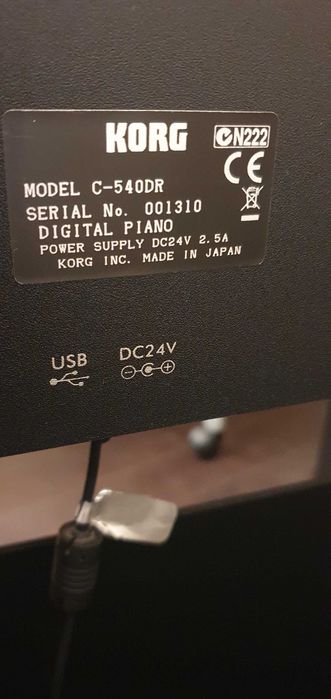 KORG
N222
CE
MODEL C-540DR
SERIAL No. 001310
DIGITAL PIANO
POWER SUPPLY DC24V 2.5A
KORG INC. MADE IN JAPAN
USB DC24V